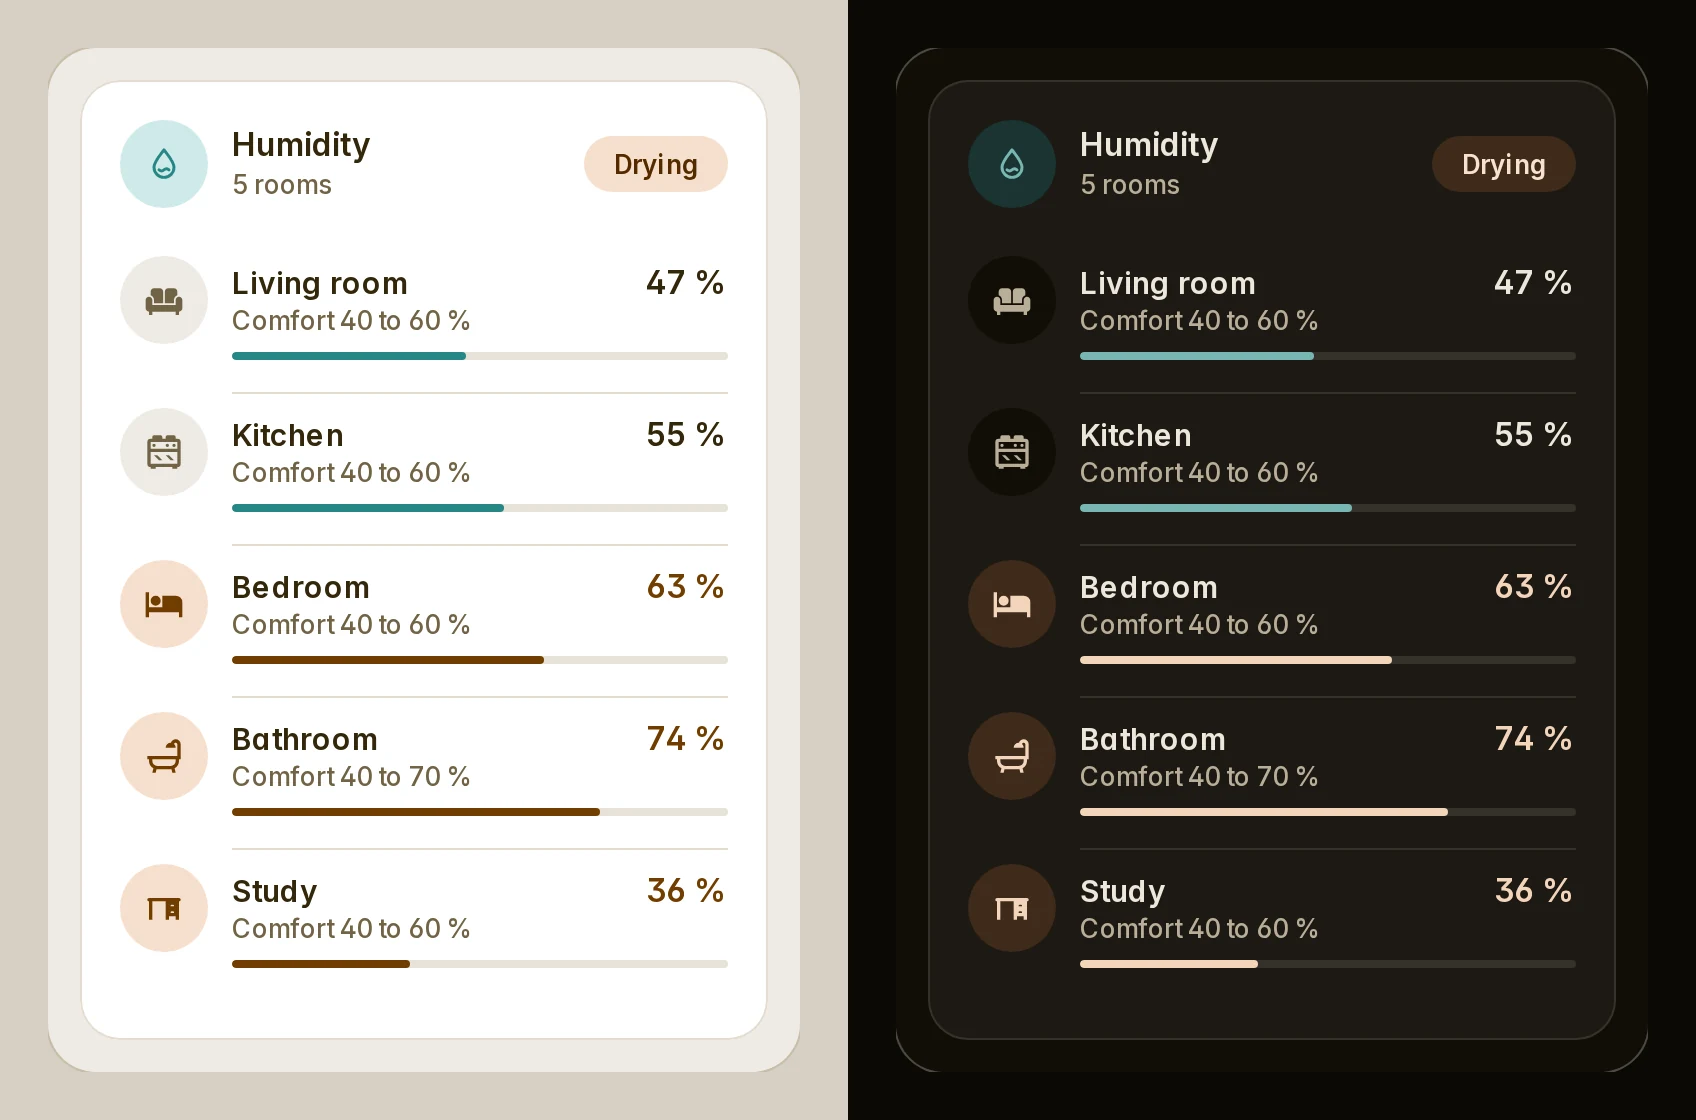 Humidity
5 rooms
Drying
Living room
47 %
Comfort 40 to 60 %
Kitchen
55 %
Comfort 40 to 60 %
Bedroom
63 %
Comfort 40 to 60 %
Bathroom
74 %
Comfort 40 to 70 %
Study
36 %
Comfort 40 to 60 %
Humidity
5 rooms
Drying
Living room
47 %
Comfort 40 to 60 %
Kitchen
55 %
Comfort 40 to 60 %
Bedroom
63 %
Comfort 40 to 60 %
Bathroom
74 %
Comfort 40 to 70 %
Study
36 %
Comfort 40 to 60 %